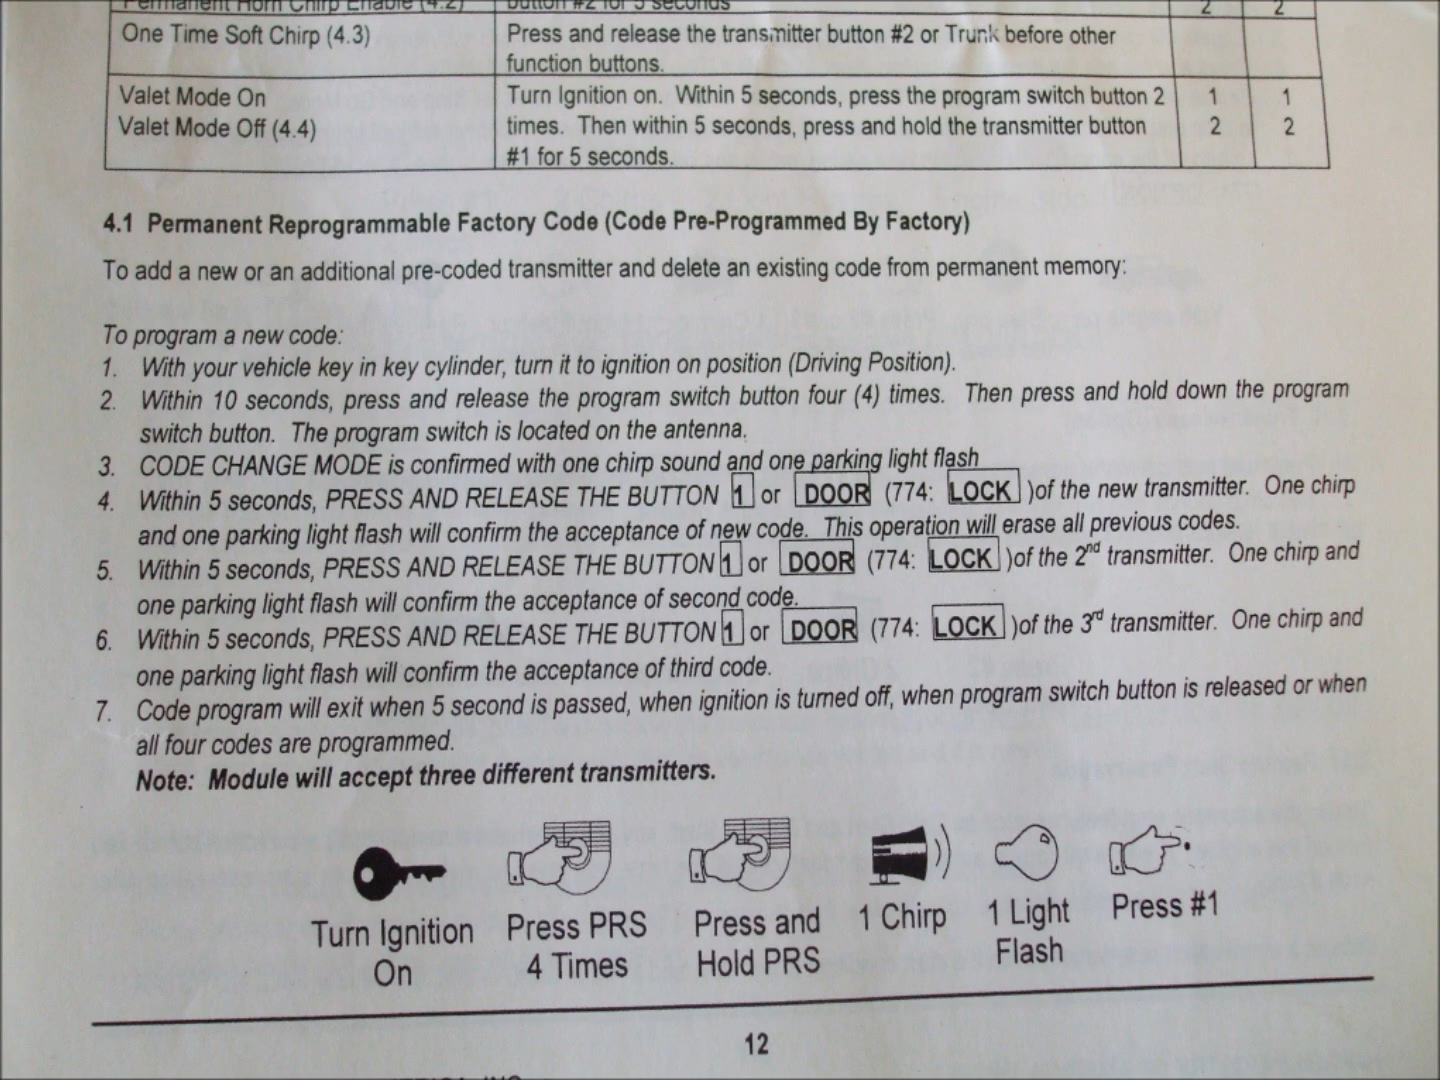 Permanent Horn Chirp Enable (4.2) button #2 for 5 seconds 2 2
One Time Soft Chirp (4.3) Press and release the transmitter button #2 or Trunk before other
function buttons.
Valet Mode On Turn Ignition on. Within 5 seconds, press the program switch button 2 1 1
Valet Mode Off (4.4) times. Then within 5 seconds, press and hold the transmitter button 2 2
#1 for 5 seconds.
4.1 Permanent Reprogrammable Factory Code (Code Pre-Programmed By Factory)
To add a new or an additional pre-coded transmitter and delete an existing code from permanent memory:
To program a new code:
1. With your vehicle key in key cylinder, turn it to ignition on position (Driving Position).
2. Within 10 seconds, press and release the program switch button four (4) times. Then press and hold down the program
switch button. The program switch is located on the antenna.
3. CODE CHANGE MODE is confirmed with one chirp sound and one parking light flash
4. Within 5 seconds, PRESS AND RELEASE THE BUTTON 1 or DOOR (774: LOCK )of the new transmitter. One chirp
and one parking light flash will confirm the acceptance of new code. This operation will erase all previous codes.
5. Within 5 seconds, PRESS AND RELEASE THE BUTTON 1 or DOOR (774: LOCK )of the 2nd transmitter. One chirp and
one parking light flash will confirm the acceptance of second code.
6. Within 5 seconds, PRESS AND RELEASE THE BUTTON 1 or DOOR (774: LOCK )of the 3rd transmitter. One chirp and
one parking light flash will confirm the acceptance of third code.
7. Code program will exit when 5 second is passed, when ignition is turned off, when program switch button is released or when
all four codes are programmed.
Note: Module will accept three different transmitters.
Turn Ignition Press PRS Press and 1 Chirp 1 Light Press #1
On 4 Times Hold PRS Flash
12